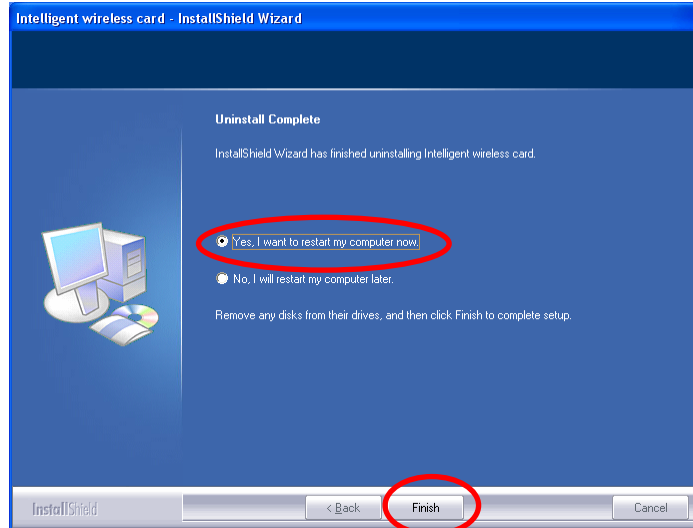 Intelligent wireless card - InstallShield Wizard
Uninstall Complete
InstallShield Wizard has finished uninstalling Intelligent wireless card.
Yes, I want to restart my computer now.
No, I will restart my computer later.
Remove any disks from their drives, and then click Finish to complete setup.
InstallShield
< Back Finish Cancel